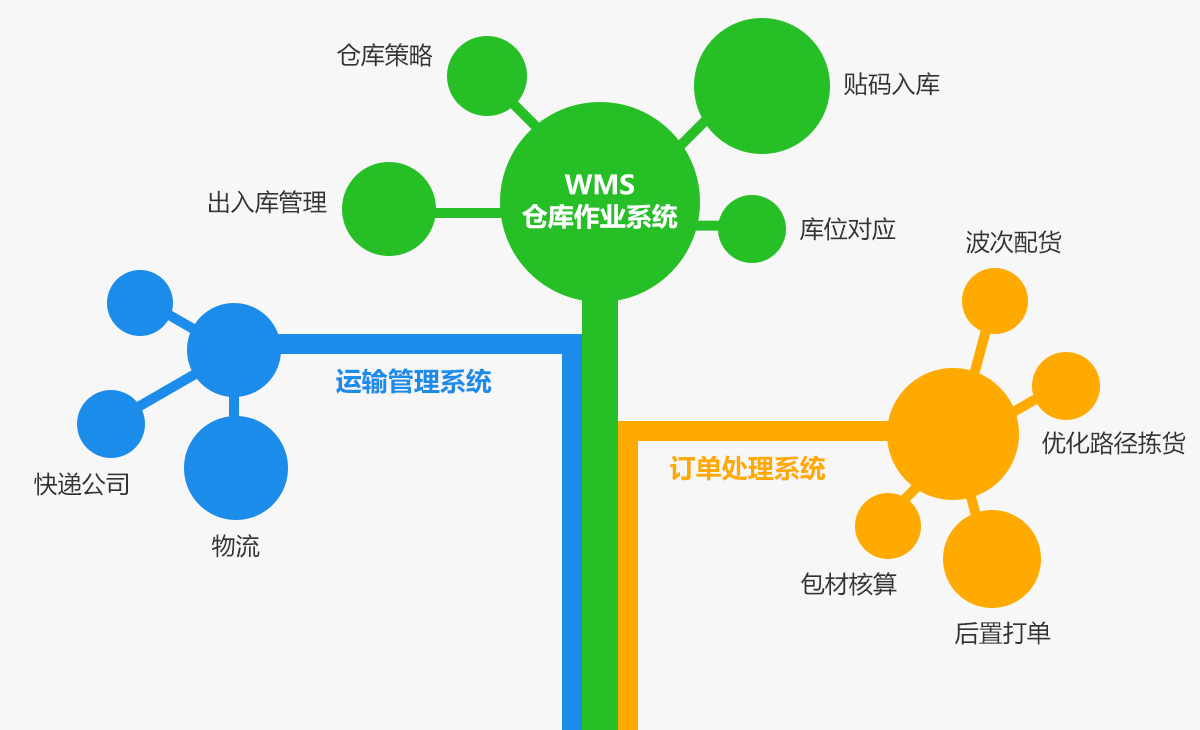 仓库策略
贴码入库
WMS
仓库作业系统
出入库管理
库位对应
波次配货
运输管理系统
优化路径拣货
订单处理系统
快递公司
物流
包材核算
后置打单